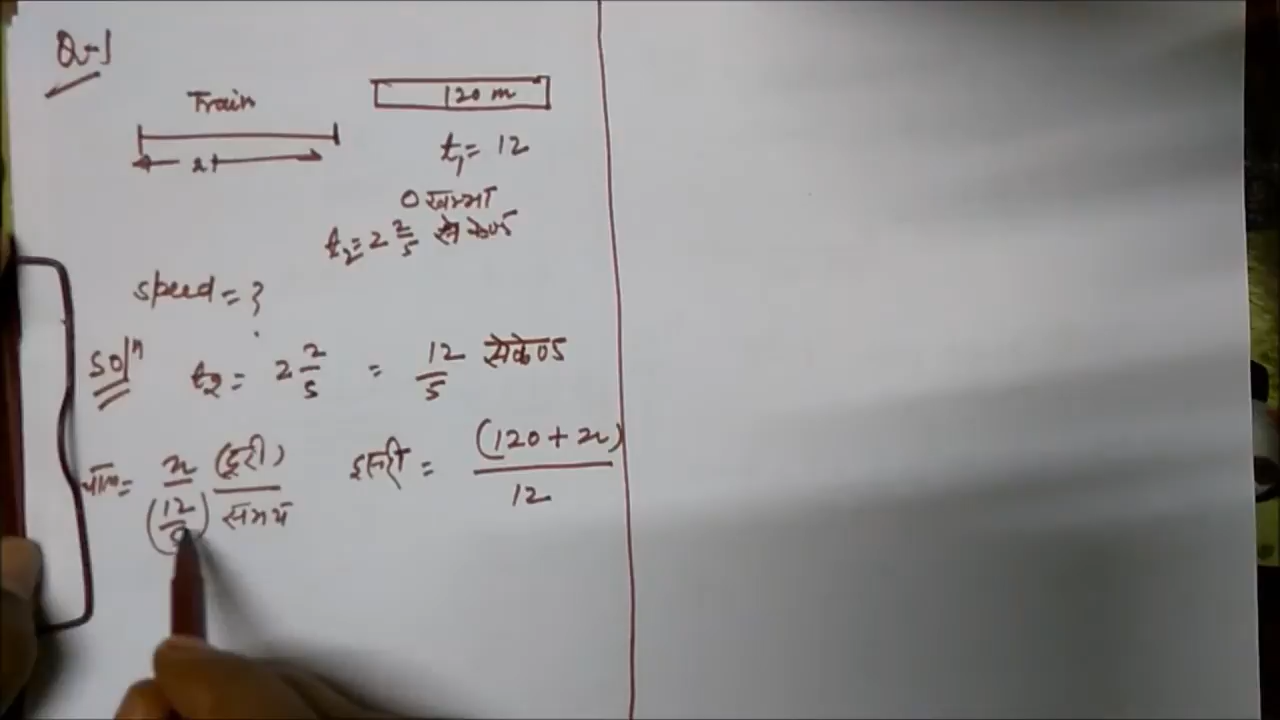 Q-1
Train
120 m
x
t₁ = 12
0 खम्भा
t₂ = 2 2/5 सेकेण्ड
speed = ?
Solⁿ t₂ = 2 2/5 = 12/5 सेकेण्ड
चाल = x/(12/5) (दूरी)/समय
= (120 + x)/12